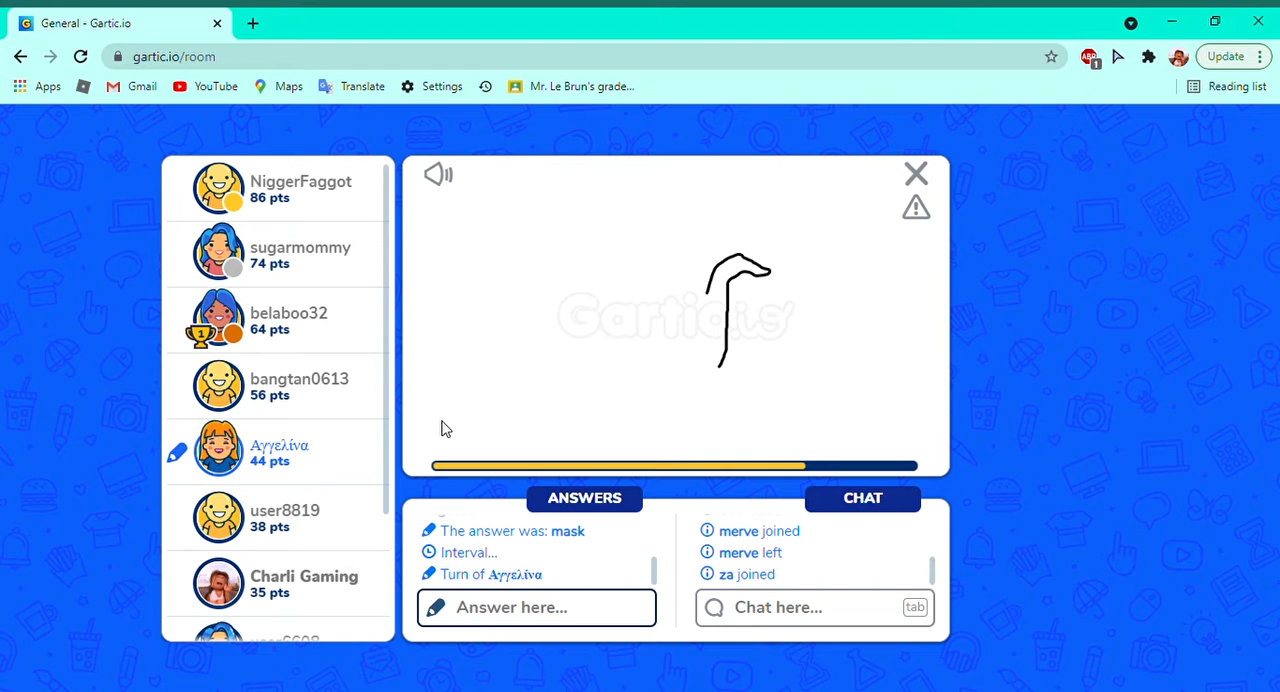 General - Gartic.io
gartic.io/room
Update
Apps
Gmail
YouTube
Maps
Translate
Settings
Mr. Le Brun's grade...
Reading list
NiggerFaggot
86 pts
sugarmommy
74 pts
belaboo32
64 pts
bangtan0613
56 pts
Αγγελίνα
44 pts
user8819
38 pts
Charli Gaming
35 pts
Gartic.io
ANSWERS
The answer was: mask
Interval...
Turn of Αγγελίνα
Answer here...
CHAT
merve joined
merve left
za joined
Chat here...
tab
ABP
1
1